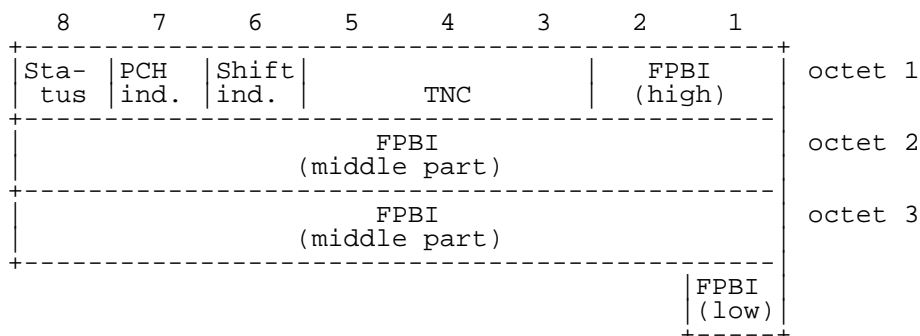 8 7 6 5 4 3 2 1
Sta- PCH Shift FPBI octet 1
tus ind. ind. TNC (high)
FPBI octet 2
(middle part)
FPBI octet 3
(middle part)
FPBI
(low)